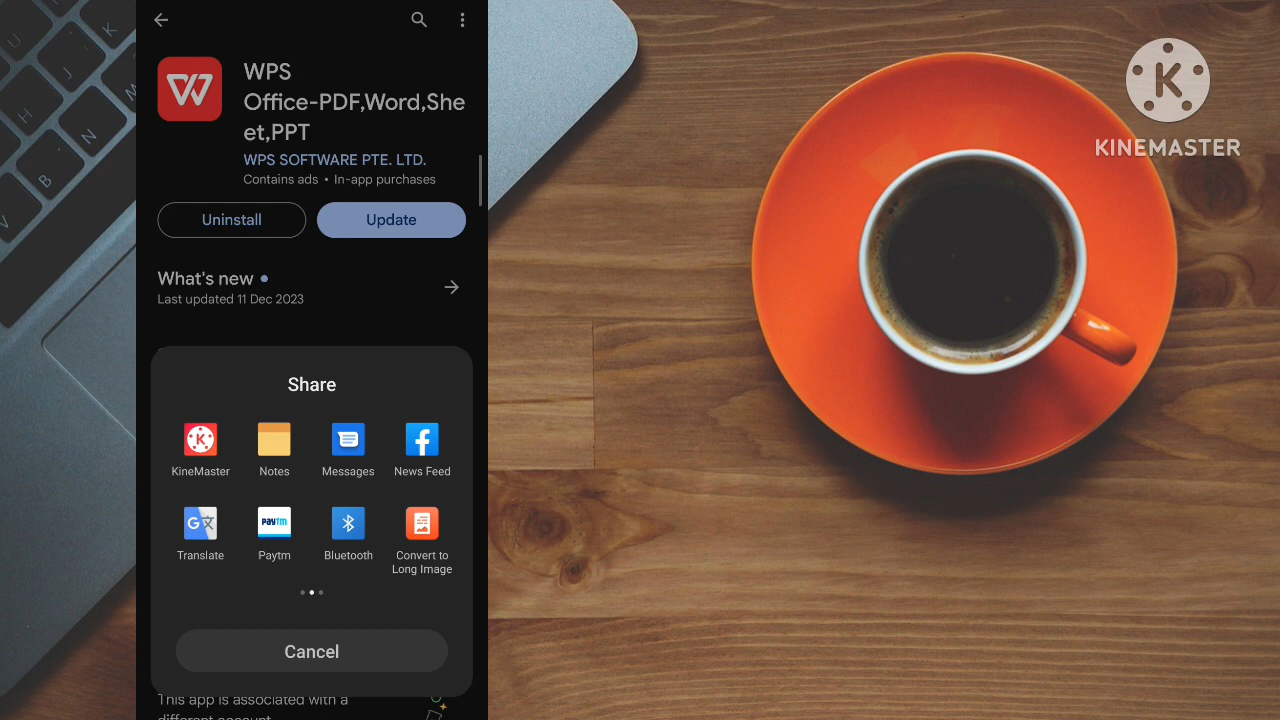 WPS
Office-PDF,Word,She
et,PPT
WPS SOFTWARE PTE. LTD.
Contains ads • In-app purchases
Uninstall
Update
What's new
Last updated 11 Dec 2023
Share
KineMaster
Notes
Messages
News Feed
Translate
Paytm
Bluetooth
Convert to
Long Image
Cancel
This app is associated with a
different account
K
KINEMASTER
U
J
K
H
N
M
B
V